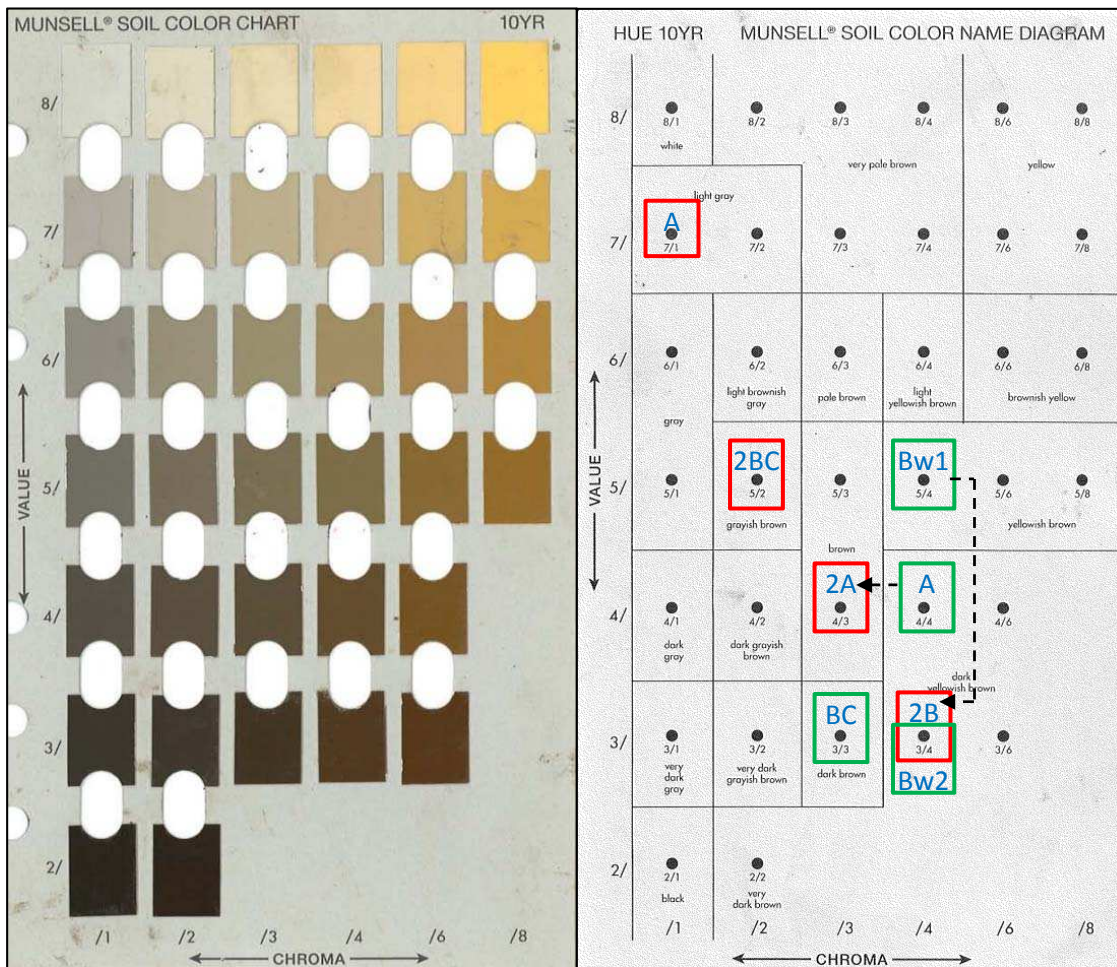 MUNSELL® SOIL COLOR CHART 10YR
8/
7/
6/
5/
4/
3/
2/
VALUE
/1 /2 /3 /4 /6 /8
CHROMA
HUE 10YR MUNSELL® SOIL COLOR NAME DIAGRAM
8/ 8/1 8/2 8/3 8/4 8/6 8/8
white very pale brown yellow
light gray
A
7/ 7/1 7/2 7/3 7/4 7/6 7/8
6/ 6/1 6/2 6/3 6/4 6/6 6/8
light brownish gray pale brown light yellowish brown brownish yellow
gray
2BC Bw1
5/ 5/1 5/2 5/3 5/4 5/6 5/8
grayish brown yellowish brown
brown
2A A
4/ 4/1 4/2 4/3 4/4 4/6
dark gray dark grayish brown
dark yellowish brown
BC 2B
3/ 3/1 3/2 3/3 3/4 3/6
very dark gray very dark grayish brown dark brown
Bw2
2/ 2/1 2/2
black very dark brown
VALUE
/1 /2 /3 /4 /6 /8
CHROMA